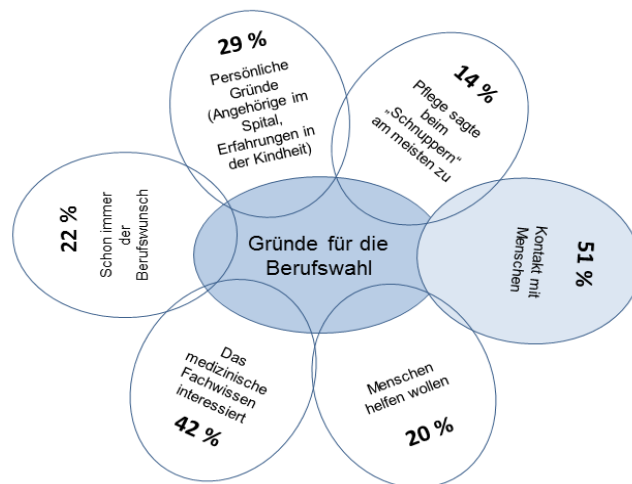 29 %
Persönliche
Gründe
(Angehörige im
Spital,
Erfahrungen in
der Kindheit)
14 %
Pflege sagte
beim
„Schnuppern“
am meisten zu
51 %
Kontakt mit
Menschen
Menschen
helfen wollen
20 %
Das
medizinische
Fachwissen
interessiert
42 %
22 %
Schon immer
der
Berufswunsch
Gründe für die
Berufswahl